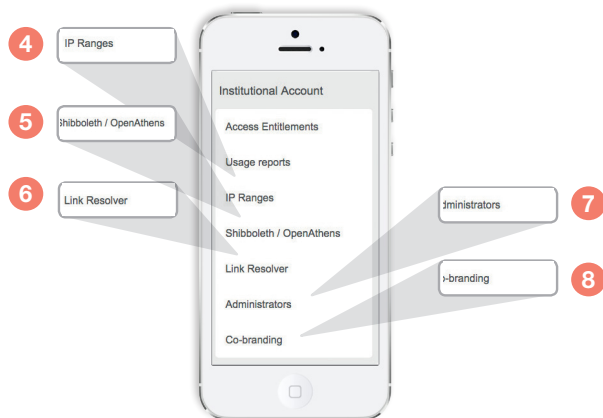 4
IP Ranges
5
Shibboleth / OpenAthens
6
Link Resolver
Institutional Account
Access Entitlements
Usage reports
IP Ranges
Shibboleth / OpenAthens
Link Resolver
Administrators
Co-branding
7
dministrators
8
o-branding